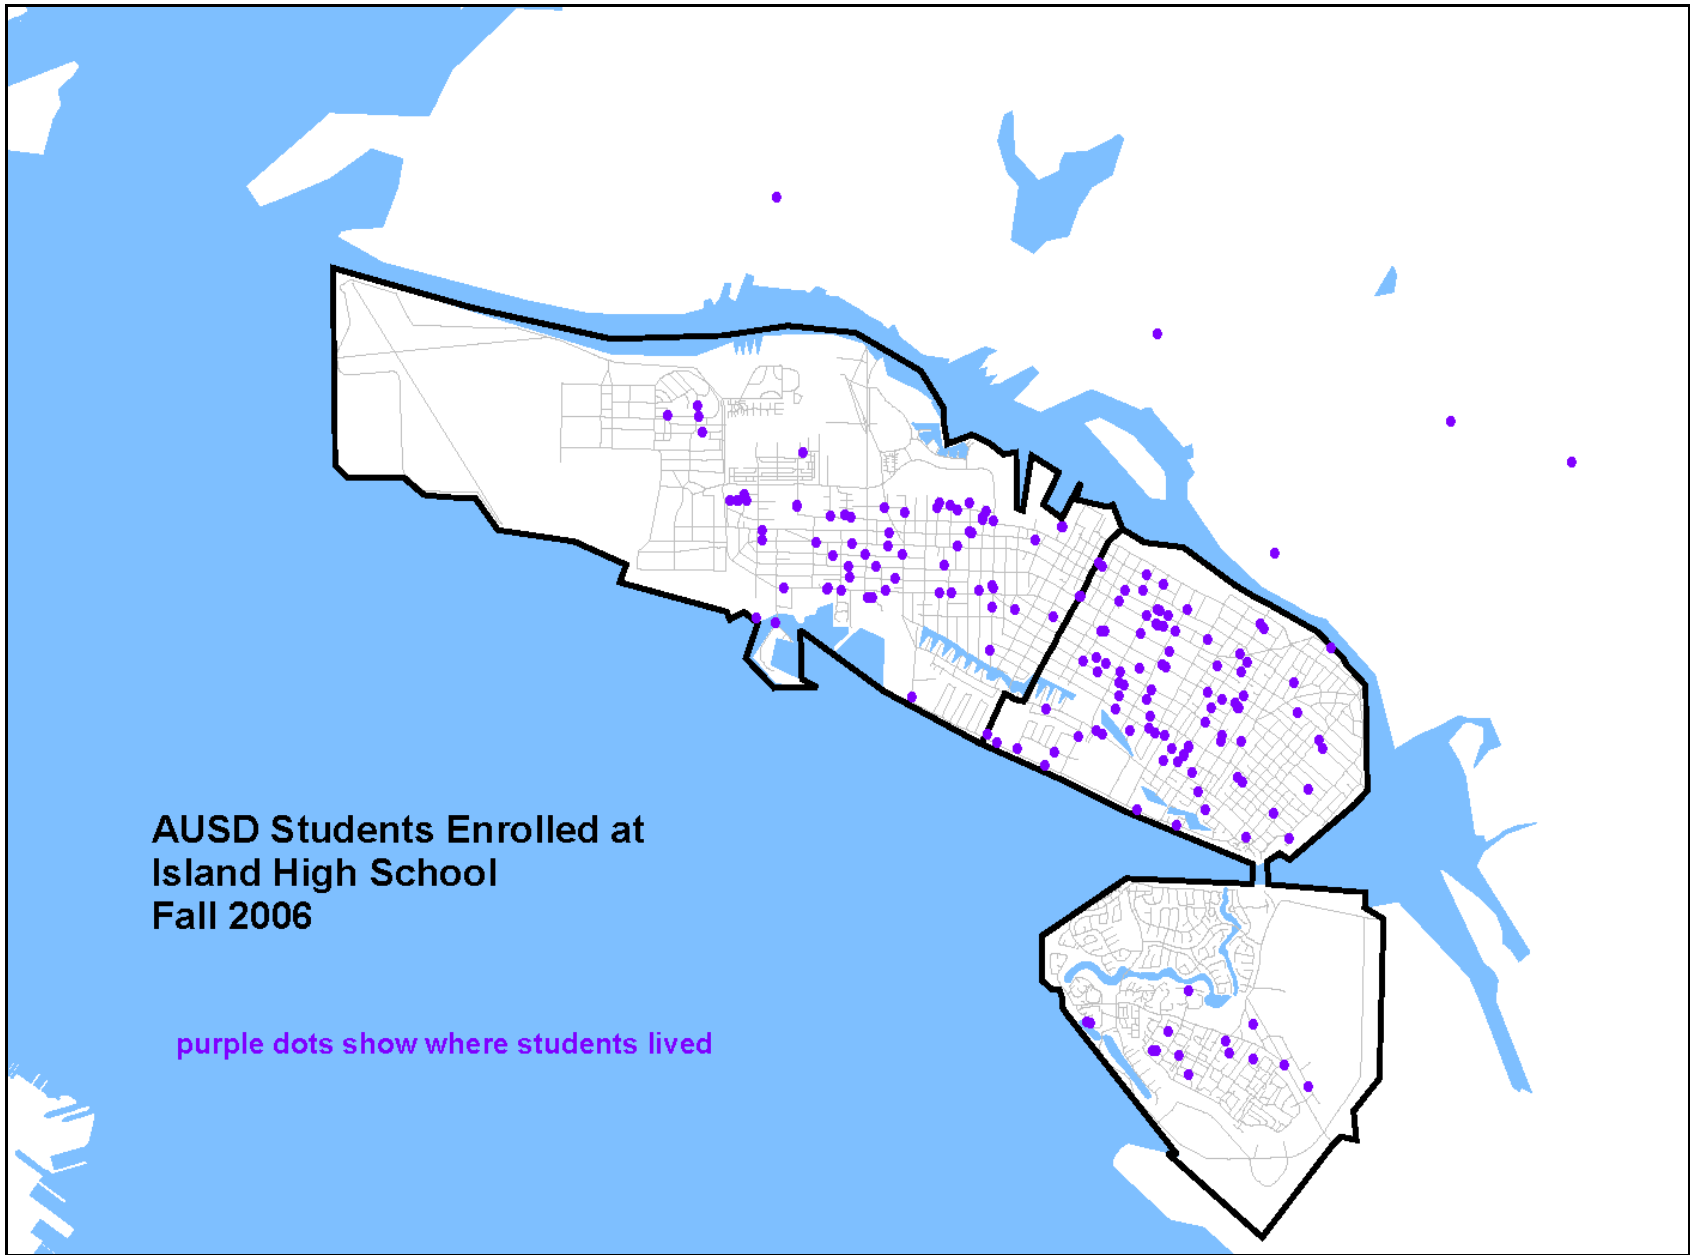 AUSD Students Enrolled at
Island High School
Fall 2006
purple dots show where students lived